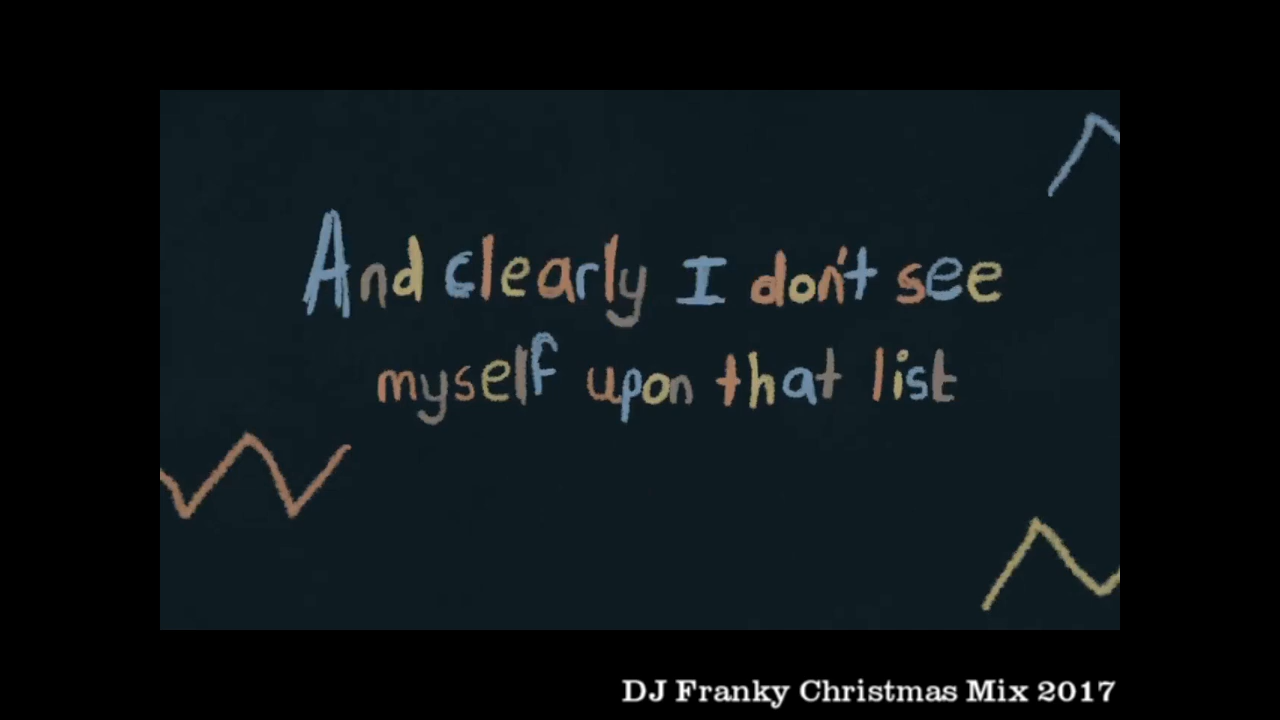 And clearly I don't see
myself upon that list
DJ Franky Christmas Mix 2017